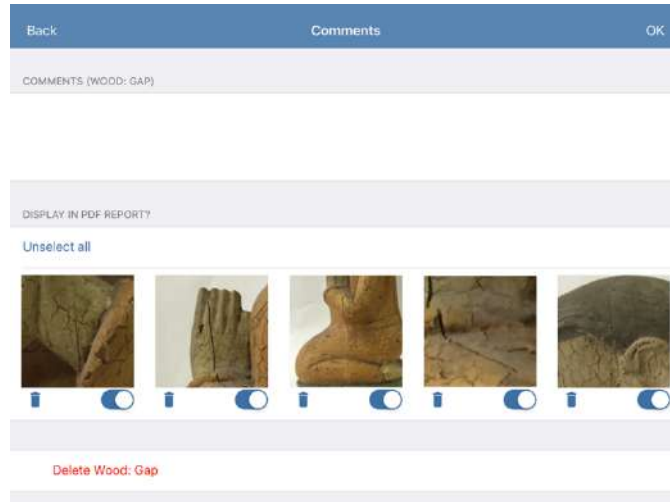 Back
Comments
OK
COMMENTS (WOOD: GAP)
DISPLAY IN PDF REPORT?
Unselect all
Delete Wood: Gap